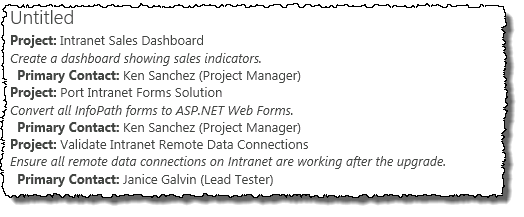 Untitled
Project: Intranet Sales Dashboard
Create a dashboard showing sales indicators.
Primary Contact: Ken Sanchez (Project Manager)
Project: Port Intranet Forms Solution
Convert all InfoPath forms to ASP.NET Web Forms.
Primary Contact: Ken Sanchez (Project Manager)
Project: Validate Intranet Remote Data Connections
Ensure all remote data connections on Intranet are working after the upgrade.
Primary Contact: Janice Galvin (Lead Tester)